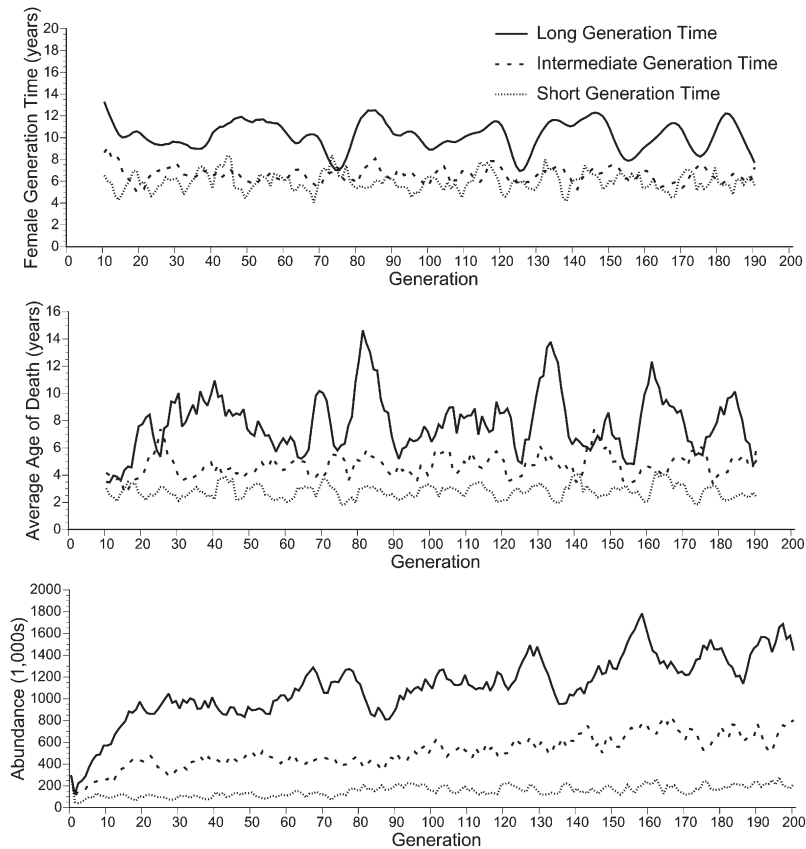 Female Generation Time (years)
20
18
16
14
12
10
8
6
4
2
0
Long Generation Time
Intermediate Generation Time
Short Generation Time
0 10 20 30 40 50 60 70 80 90 100 110 120 130 140 150 160 170 180 190 200
Generation
Average Age of Death (years)
16
14
12
10
8
6
4
2
0
0 10 20 30 40 50 60 70 80 90 100 110 120 130 140 150 160 170 180 190 200
Generation
Abundance (1,000s)
2000
1800
1600
1400
1200
1000
800
600
400
200
0
0 10 20 30 40 50 60 70 80 90 100 110 120 130 140 150 160 170 180 190 200
Generation